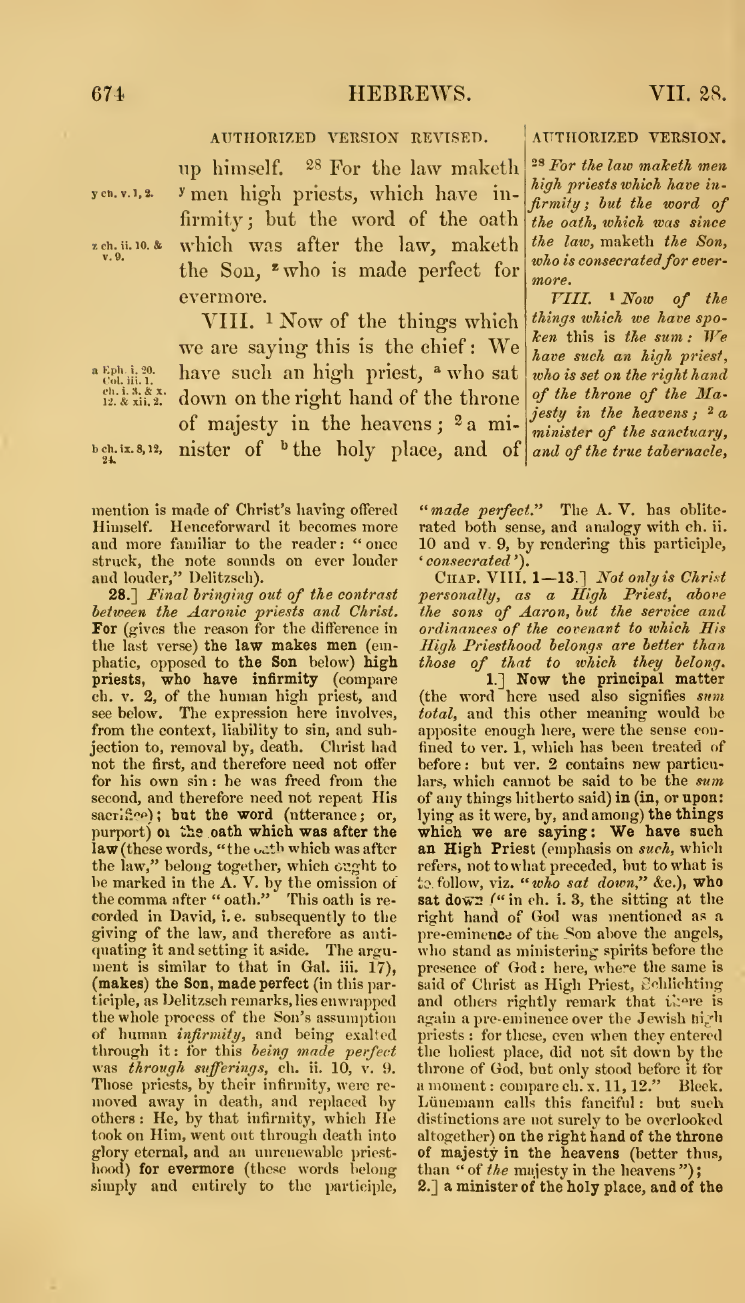 674
HEBREWS.
VII. 28.
AUTHORIZED VERSION REVISED.
up himself. 28 For the law maketh
y ch. v. 1, 2.
y men high priests, which have in-
firmity; but the word of the oath
z ch. ii. 10. &
v. 9.
which was after the law, maketh
the Son, z who is made perfect for
evermore.
VIII. 1 Now of the things which
we are saying this is the chief: We
a Eph. i. 20.
Col. iii. 1.
ch. i. 3. & x.
12. & xii. 2.
have such an high priest, a who sat
down on the right hand of the throne
of majesty in the heavens; 2 a mi-
b ch. ix. 8, 12,
24.
nister of b the holy place, and of
AUTHORIZED VERSION.
28 For the law maketh men
high priests which have in-
firmity; but the word of
the oath, which was since
the law, maketh the Son,
who is consecrated for ever-
more.
VIII. 1 Now of the
things which we have spo-
ken this is the sum: We
have such an high priest,
who is set on the right hand
of the throne of the Ma-
jesty in the heavens; 2 a
minister of the sanctuary,
and of the true tabernacle,
mention is made of Christ's having offered
Himself. Henceforward it becomes more
and more familiar to the reader: "once
struck, the note sounds on ever louder
and louder," Delitzsch).
28.] Final bringing out of the contrast
between the Aaronic priests and Christ.
For (gives the reason for the difference in
the last verse) the law makes men (em-
phatic, opposed to the Son below) high
priests, who have infirmity (compare
ch. v. 2, of the human high priest, and
see below. The expression here involves,
from the context, liability to sin, and sub-
jection to, removal by, death. Christ had
not the first, and therefore need not offer
for his own sin: he was freed from the
second, and therefore need not repeat His
sacrifice); but the word (utterance; or,
purport) of the oath which was after the
law (these words, "the oath which was after
the law," belong together, which ought to
be marked in the A. V. by the omission of
the comma after "oath." This oath is re-
corded in David, i. e. subsequently to the
giving of the law, and therefore as anti-
quating it and setting it aside. The argu-
ment is similar to that in Gal. iii. 17),
(makes) the Son, made perfect (in this par-
ticiple, as Delitzsch remarks, lies enwrapped
the whole process of the Son's assumption
of human infirmity, and being exalted
through it: for this being made perfect
was through sufferings, ch. ii. 10, v. 9.
Those priests, by their infirmity, were re-
moved away in death, and replaced by
others: He, by that infirmity, which He
took on Him, went out through death into
glory eternal, and an unrenewable priest-
hood) for evermore (these words belong
simply and entirely to the participle,
"made perfect." The A. V. has oblite-
rated both sense, and analogy with ch. ii.
10 and v. 9, by rendering this participle,
'consecrated').
CHAP. VIII. 1—13.] Not only is Christ
personally, as a High Priest, above
the sons of Aaron, but the service and
ordinances of the covenant to which His
High Priesthood belongs are better than
those of that to which they belong.
1.] Now the principal matter
(the word here used also signifies sum
total, and this other meaning would be
apposite enough here, were the sense con-
fined to ver. 1, which has been treated of
before: but ver. 2 contains new particu-
lars, which cannot be said to be the sum
of any things hitherto said) in (in, or upon:
lying as it were, by, and among) the things
which we are saying: We have such
an High Priest (emphasis on such, which
refers, not to what preceded, but to what is
to follow, viz. "who sat down," &c.), who
sat down ("in ch. i. 3, the sitting at the
right hand of God was mentioned as a
pre-eminence of the Son above the angels,
who stand as ministering spirits before the
presence of God: here, where the same is
said of Christ as High Priest, Schlichting
and others rightly remark that there is
again a pre-eminence over the Jewish high
priests: for these, even when they entered
the holiest place, did not sit down by the
throne of God, but only stood before it for
a moment: compare ch. x. 11, 12." Bleek.
Lünemann calls this fanciful: but such
distinctions are not surely to be overlooked
altogether) on the right hand of the throne
of majesty in the heavens (better thus,
than "of the majesty in the heavens");
2.] a minister of the holy place, and of the